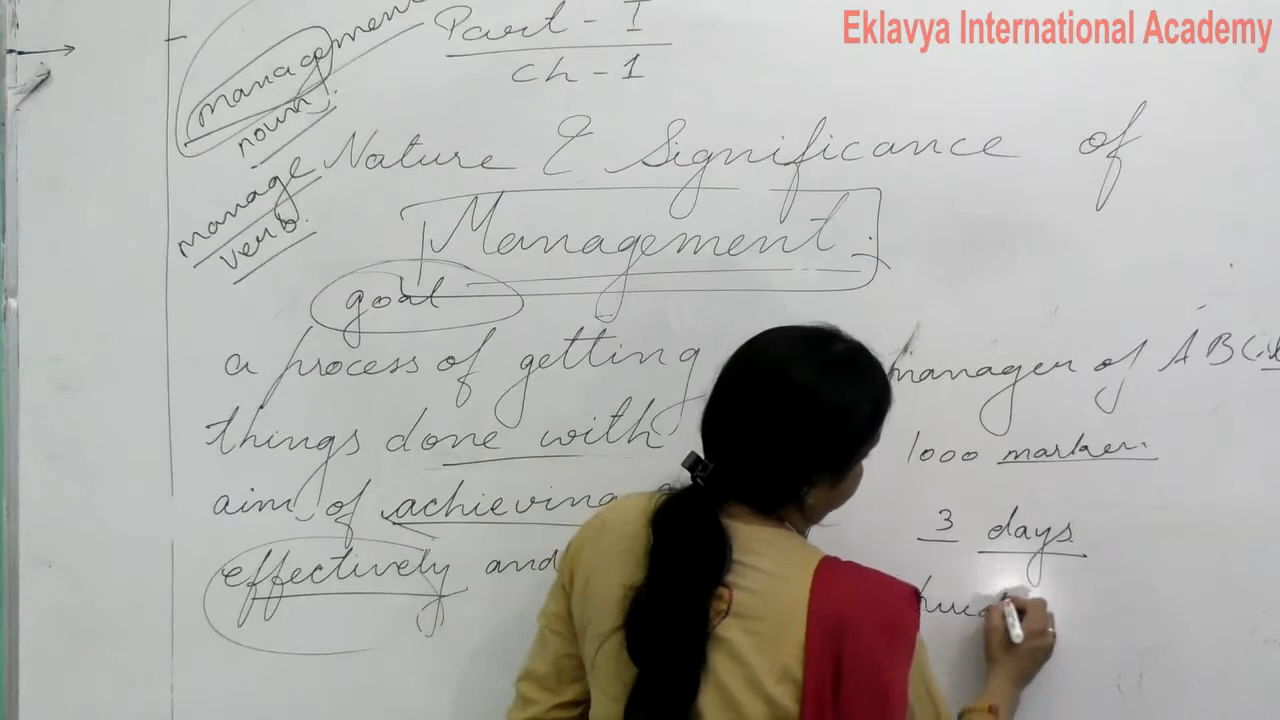 Eklavya International Academy
Part - I
Ch - 1
management
noun
manage
verb.
Nature & Significance of
Management
goal
a process of getting
things done with
aim of achieving
effectively and
manager of ABC
1000 marker
3 days